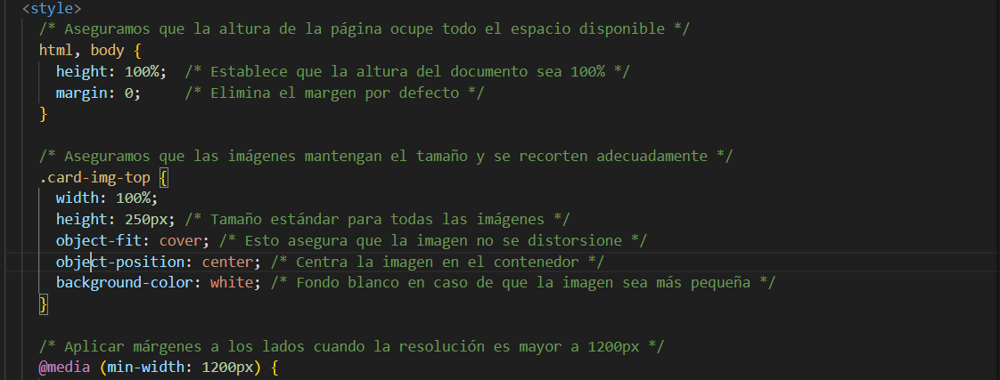 <style>
/* Aseguramos que la altura de la página ocupe todo el espacio disponible */
html, body {
height: 100%;  /* Establece que la altura del documento sea 100% */
margin: 0;     /* Elimina el margen por defecto */
}
/* Aseguramos que las imágenes mantengan el tamaño y se recorten adecuadamente */
.card-img-top {
width: 100%;
height: 250px; /* Tamaño estándar para todas las imágenes */
object-fit: cover; /* Esto asegura que la imagen no se distorsione */
object-position: center; /* Centra la imagen en el contenedor */
background-color: white; /* Fondo blanco en caso de que la imagen sea más pequeña */
}
/* Aplicar márgenes a los lados cuando la resolución es mayor a 1200px */
@media (min-width: 1200px) {